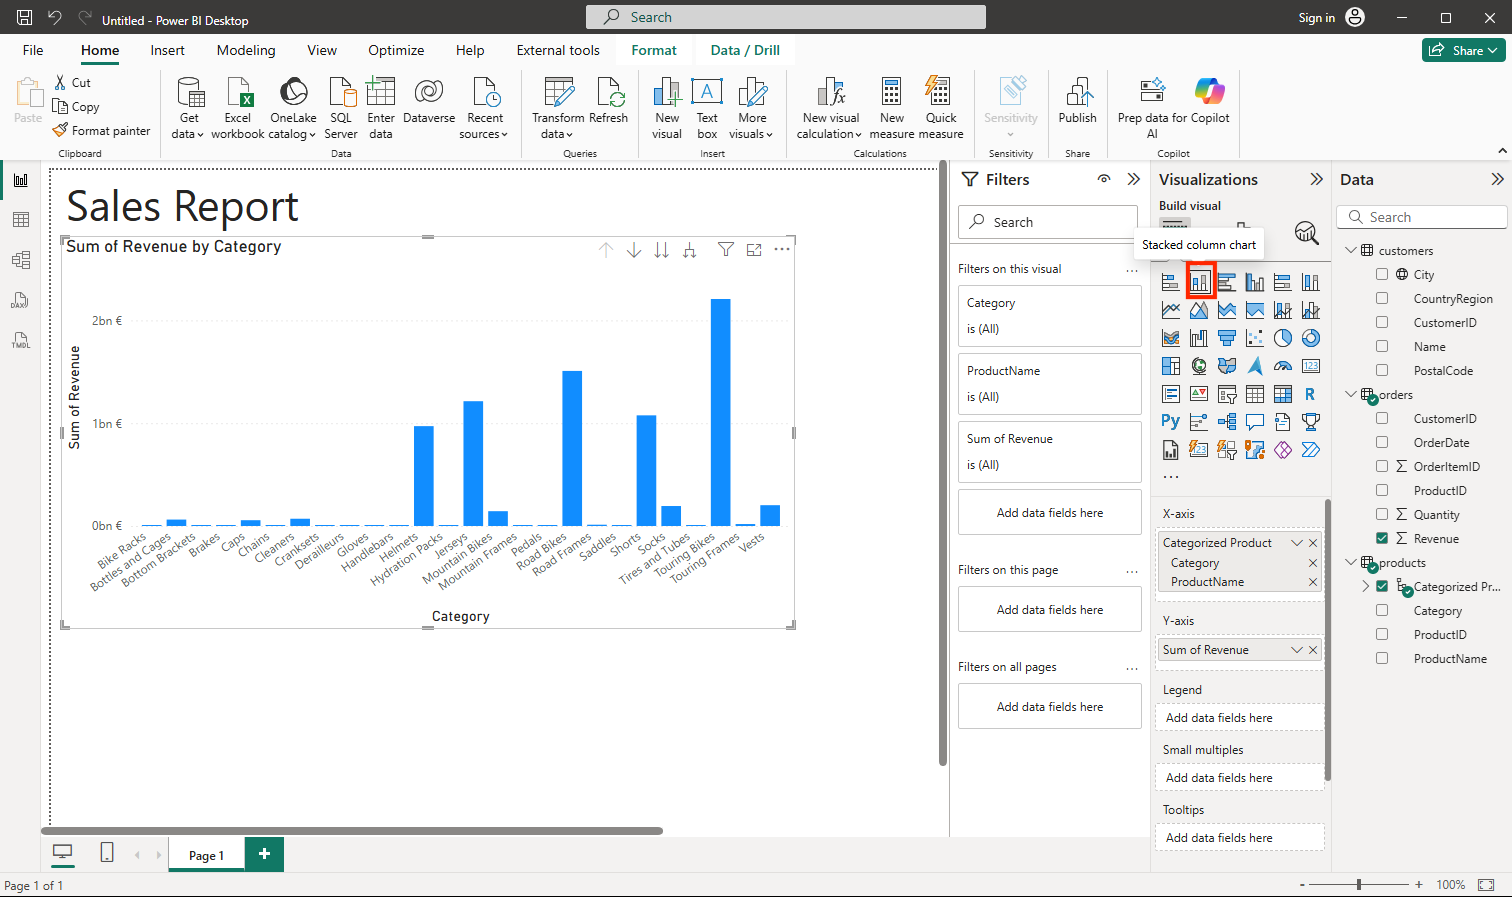 Untitled - Power BI Desktop
Search
Sign in
File
Home
Insert
Modeling
View
Optimize
Help
External tools
Format
Data / Drill
Share
Paste
Cut
Copy
Format painter
Clipboard
Get data
Excel workbook
OneLake catalog
SQL Server
Enter data
Dataverse
Recent sources
Data
Transform data
Refresh
Queries
New visual
Text box
More visuals
Insert
New visual calculation
New measure
Quick measure
Calculations
Sensitivity
Sensitivity
Publish
Share
Prep data for AI
Copilot
Copilot
DAX
TMDL
Sales Report
Sum of Revenue by Category
2bn €
1bn €
0bn €
Sum of Revenue
Bike Racks
Bottles and Cages
Bottom Brackets
Brakes
Caps
Chains
Cleaners
Cranksets
Derailleurs
Gloves
Handlebars
Helmets
Hydration Packs
Jerseys
Mountain Bikes
Mountain Frames
Pedals
Road Bikes
Road Frames
Saddles
Shorts
Socks
Tires and Tubes
Touring Bikes
Touring Frames
Vests
Category
Filters
Search
Filters on this visual
Category
is (All)
ProductName
is (All)
Sum of Revenue
is (All)
Add data fields here
Filters on this page
Add data fields here
Filters on all pages
Add data fields here
Visualizations
Build visual
Stacked column chart
123
R
Py
123
X-axis
Categorized Product
Category
ProductName
Y-axis
Sum of Revenue
Legend
Add data fields here
Small multiples
Add data fields here
Tooltips
Add data fields here
Data
Search
customers
City
CountryRegion
CustomerID
Name
PostalCode
orders
CustomerID
OrderDate
OrderItemID
ProductID
Quantity
Revenue
products
Categorized Pr...
Category
ProductID
ProductName
Page 1
Page 1 of 1
100%